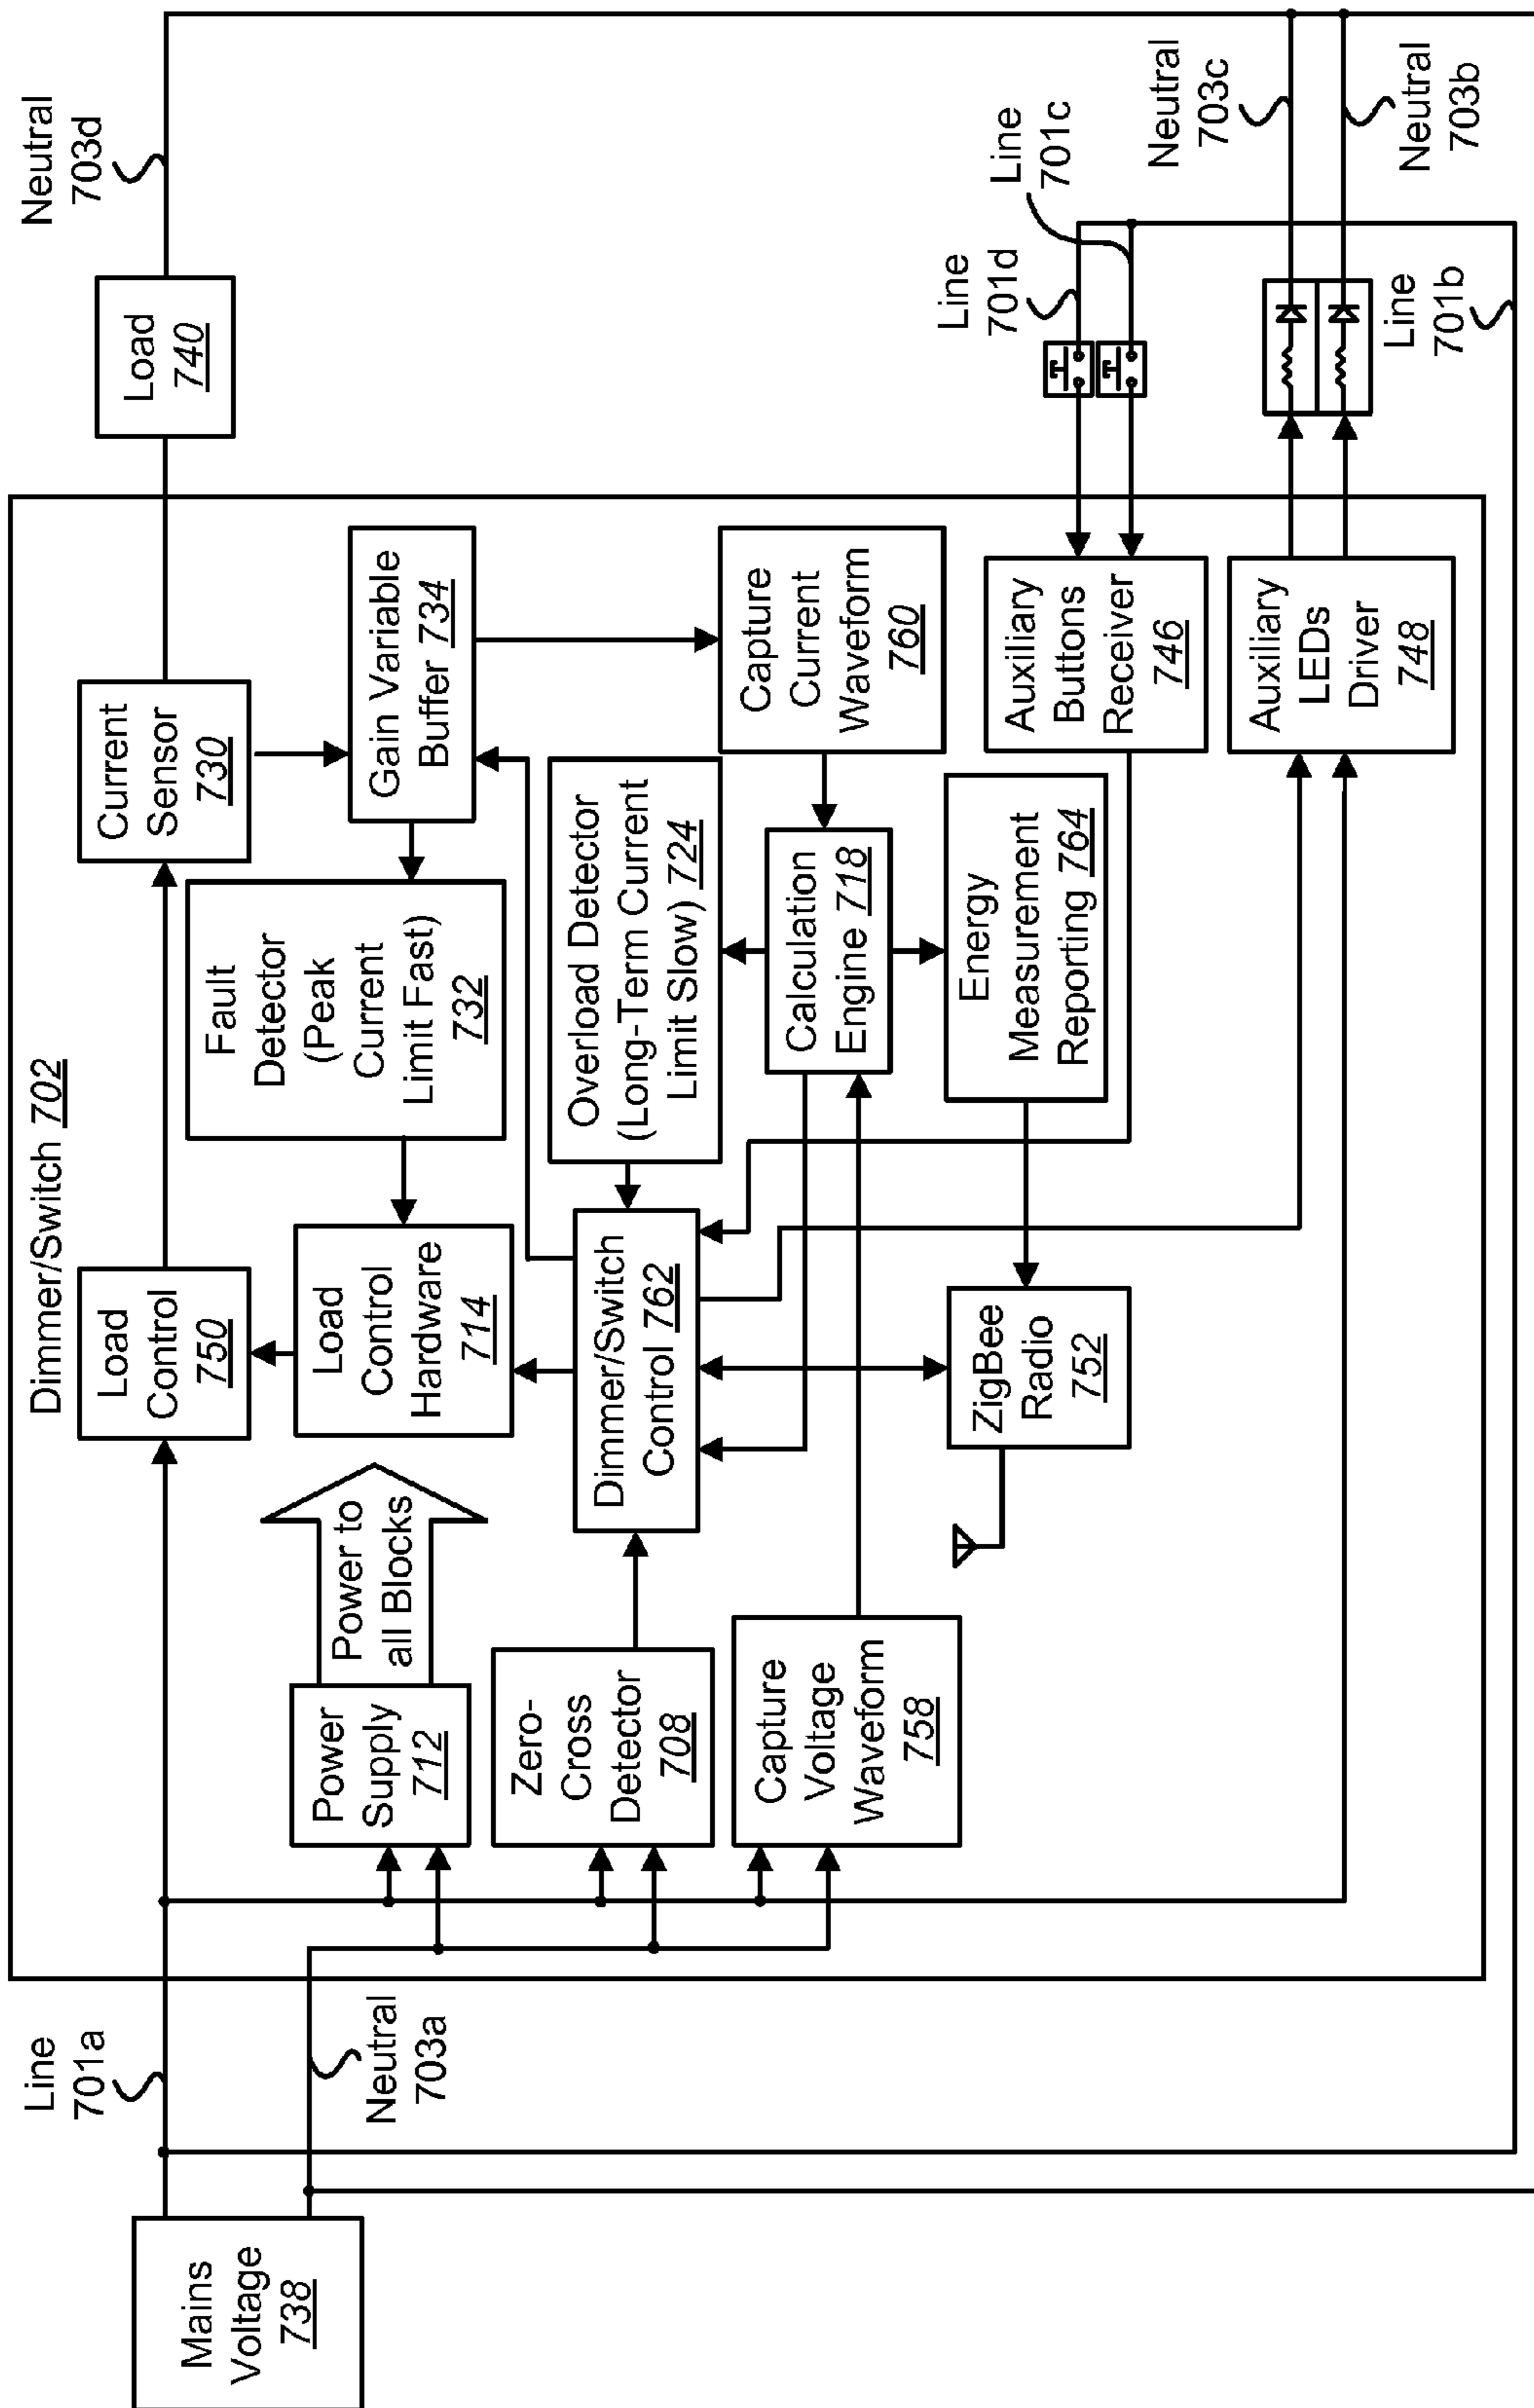 Dimmer/Switch 702
Mains
Voltage
738
Line
701a
Neutral
703a
Load
Control
750
Current
Sensor
730
Load
740
Neutral
703d
Power
Supply
712
Power to
all Blocks
Load
Control
Hardware
714
Fault
Detector
(Peak
Current
Limit Fast)
732
Gain Variable
Buffer 734
Zero-
Cross
Detector
708
Dimmer/Switch
Control 762
Overload Detector
(Long-Term Current
Limit Slow) 724
Capture
Current
Waveform
760
Capture
Voltage
Waveform
758
Calculation
Engine 718
ZigBee
Radio
752
Energy
Measurement
Reporting 764
Auxiliary
Buttons
Receiver
746
Line
701d
Line
701c
Auxiliary
LEDs
Driver
748
Neutral
703c
Neutral
703b
Line
701b